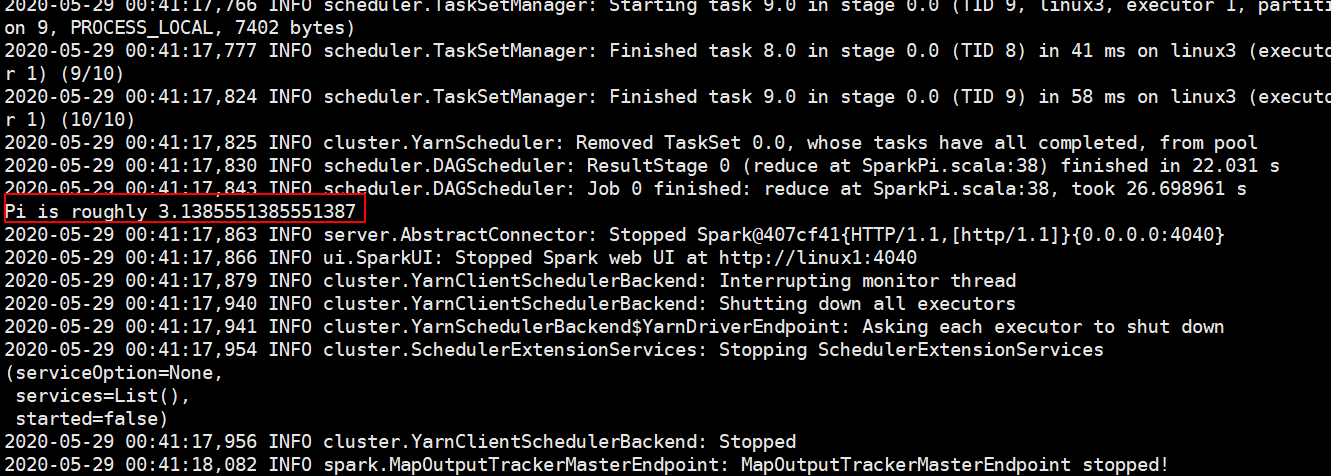 2020-05-29 00:41:17,766 INFO scheduler.TaskSetManager: Starting task 9.0 in stage 0.0 (TID 9, linux3, executor 1, partiti
on 9, PROCESS_LOCAL, 7402 bytes)
2020-05-29 00:41:17,777 INFO scheduler.TaskSetManager: Finished task 8.0 in stage 0.0 (TID 8) in 41 ms on linux3 (executo
r 1) (9/10)
2020-05-29 00:41:17,824 INFO scheduler.TaskSetManager: Finished task 9.0 in stage 0.0 (TID 9) in 58 ms on linux3 (executo
r 1) (10/10)
2020-05-29 00:41:17,825 INFO cluster.YarnScheduler: Removed TaskSet 0.0, whose tasks have all completed, from pool
2020-05-29 00:41:17,830 INFO scheduler.DAGScheduler: ResultStage 0 (reduce at SparkPi.scala:38) finished in 22.031 s
2020-05-29 00:41:17,843 INFO scheduler.DAGScheduler: Job 0 finished: reduce at SparkPi.scala:38, took 26.698961 s
Pi is roughly 3.1385551385551387
2020-05-29 00:41:17,863 INFO server.AbstractConnector: Stopped Spark@407cf41{HTTP/1.1,[http/1.1]}{0.0.0.0:4040}
2020-05-29 00:41:17,866 INFO ui.SparkUI: Stopped Spark web UI at http://linux1:4040
2020-05-29 00:41:17,879 INFO cluster.YarnClientSchedulerBackend: Interrupting monitor thread
2020-05-29 00:41:17,940 INFO cluster.YarnClientSchedulerBackend: Shutting down all executors
2020-05-29 00:41:17,941 INFO cluster.YarnSchedulerBackend$YarnDriverEndpoint: Asking each executor to shut down
2020-05-29 00:41:17,954 INFO cluster.SchedulerExtensionServices: Stopping SchedulerExtensionServices
(serviceOption=None,
 services=List(),
 started=false)
2020-05-29 00:41:17,956 INFO cluster.YarnClientSchedulerBackend: Stopped
2020-05-29 00:41:18,082 INFO spark.MapOutputTrackerMasterEndpoint: MapOutputTrackerMasterEndpoint stopped!